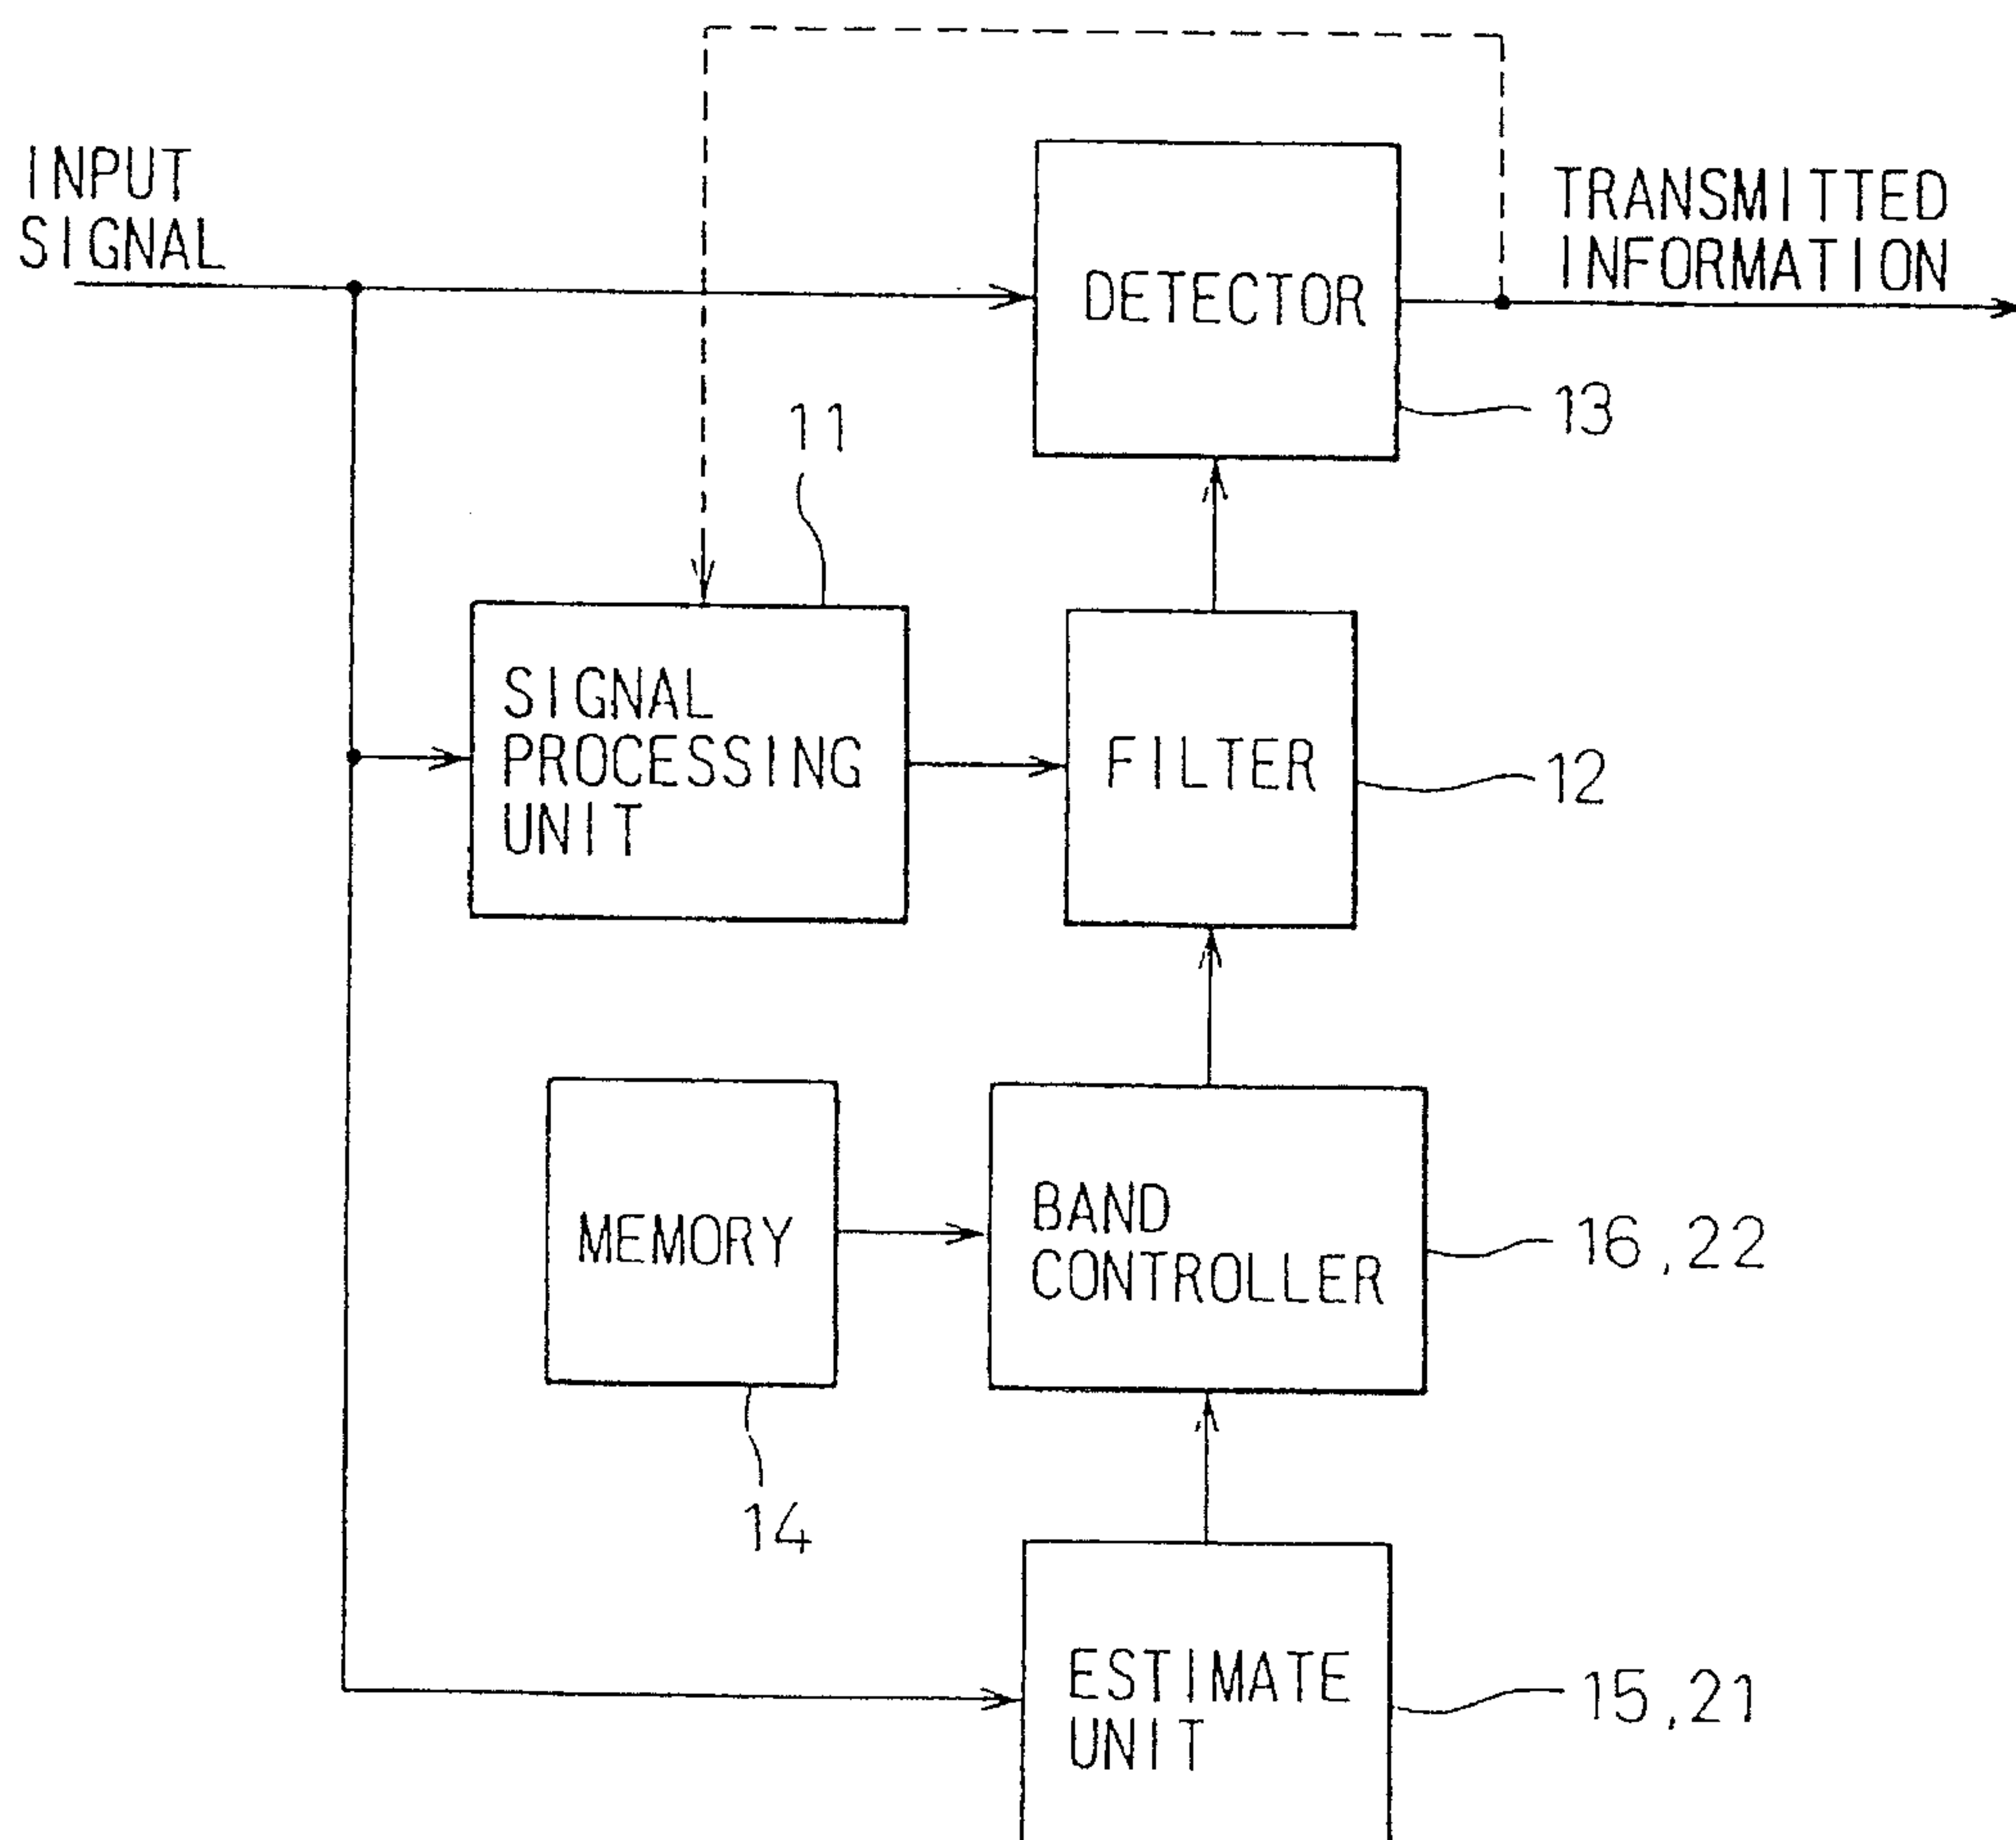 INPUT
SIGNAL
TRANSMITTED
INFORMATION
DETECTOR
13
11
SIGNAL
PROCESSING
UNIT
FILTER
12
MEMORY
BAND
CONTROLLER
16,22
14
ESTIMATE
UNIT
15,21